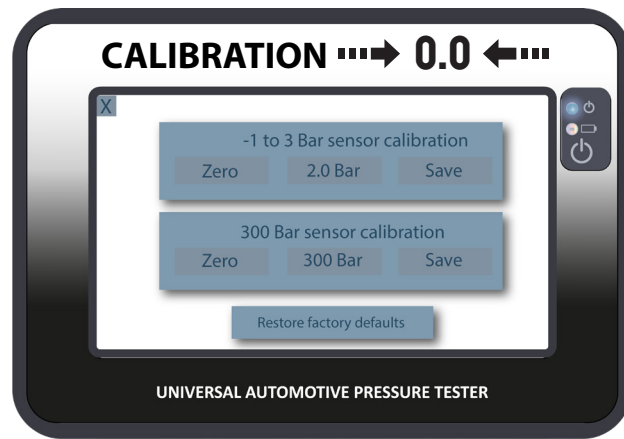 CALIBRATION 0.0
X
-1 to 3 Bar sensor calibration
Zero 2.0 Bar Save
300 Bar sensor calibration
Zero 300 Bar Save
Restore factory defaults
UNIVERSAL AUTOMOTIVE PRESSURE TESTER